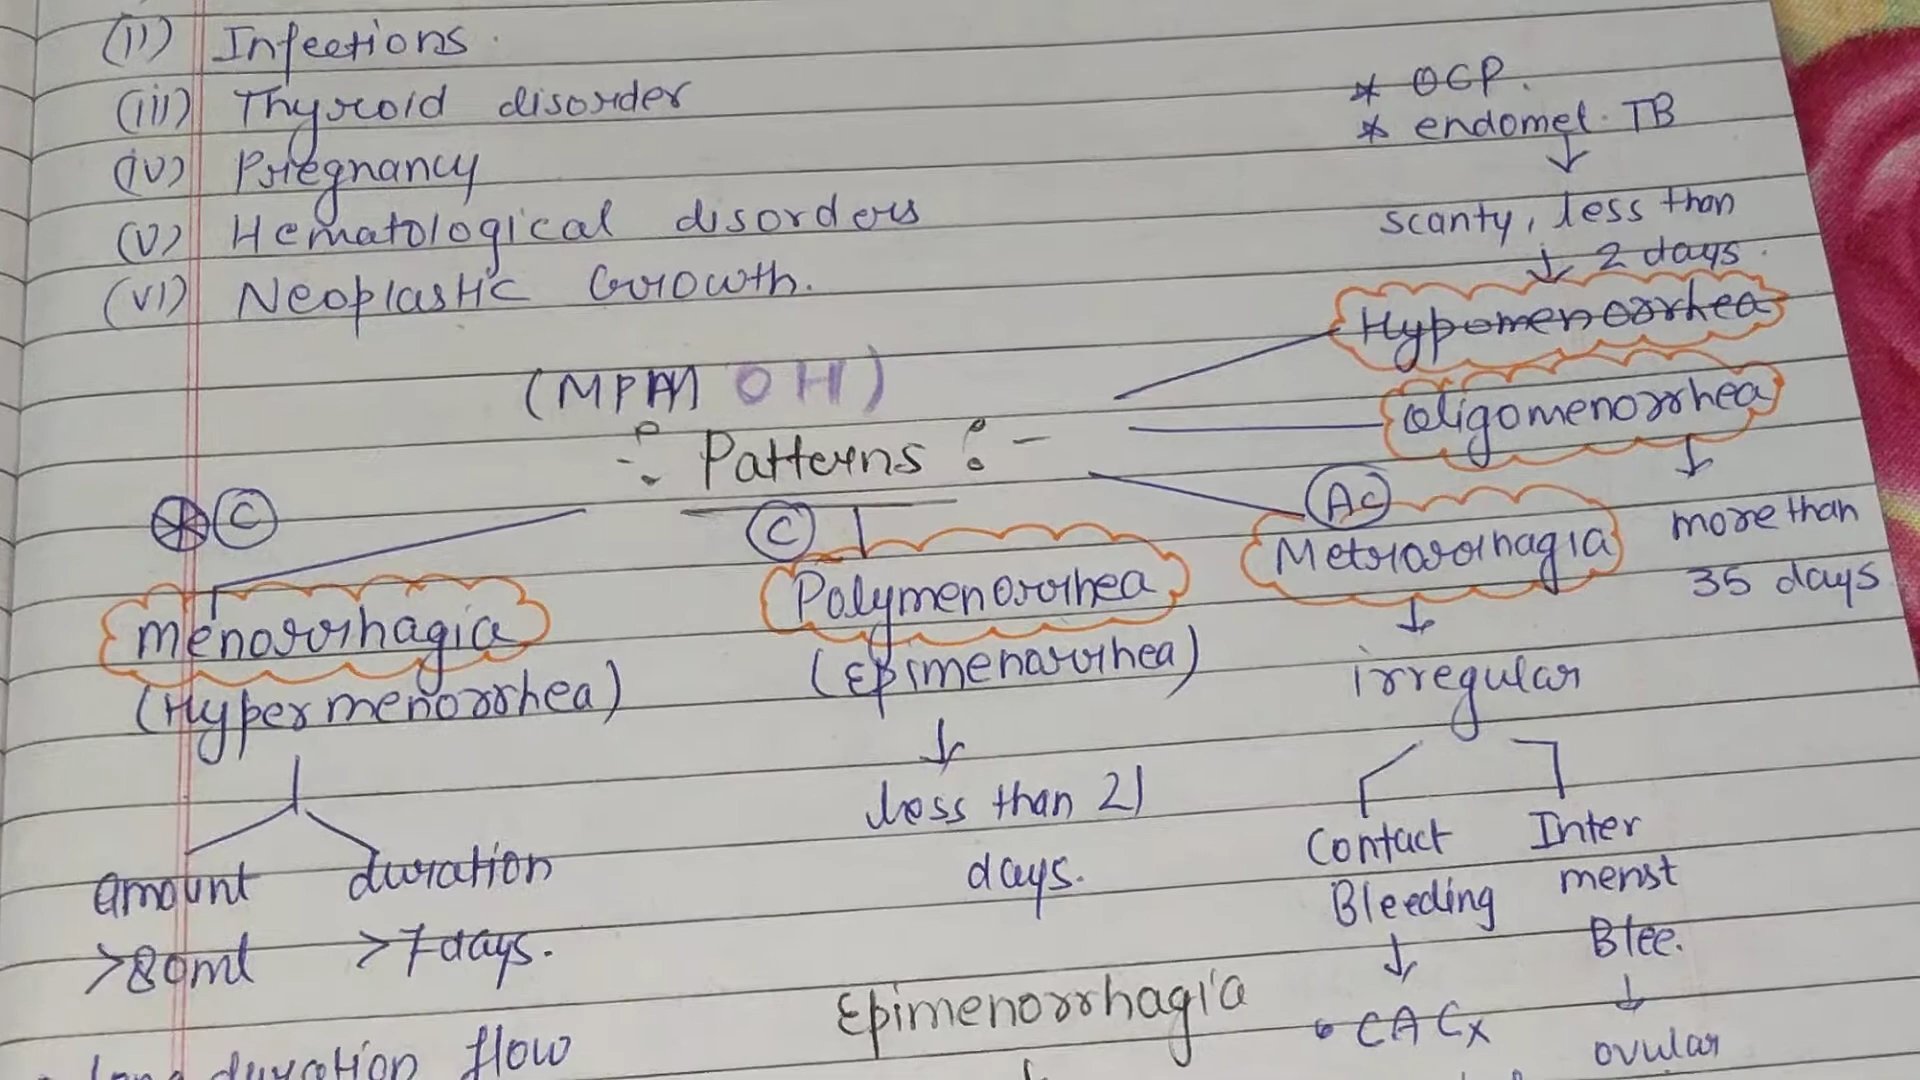 (ii) Infections.
(iii) Thyroid disorder
(iv) Pregnancy
(v) Hematological disorders
(vi) Neoplastic Growth.
* OCP.
* endomet. TB
↓
scanty, less than
↓ 2 days.
Hypomenorrhea
(MPM OH)
÷ Patterns :-
Oligomenorrhea
↓
more than
35 days
C
Menorrhagia
(Hypermenorrhea)
amount
>80ml
duration
>7 days.
long duration flow
C
Polymenorrhea
(Epimenorrhea)
↓
less than 21
days.
Epimenorrhagia
AC
Metrorrhagia
↓
irregular
Contact
Bleeding
↓
• CA Cx
Inter
menst
Blee.
↓
ovular